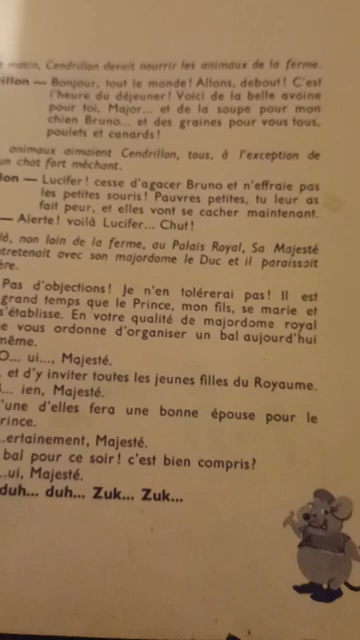 matin, Cendrillon devait nourrir les animaux de la ferme.
illon — Bonjour, tout le monde! Allons, debout! C'est
l'heure du déjeuner! Voici de la belle avoine
pour toi, Major... et de la soupe pour mon
chien Bruno... et des graines pour vous tous,
poulets et canards!
animaux aimaient Cendrillon, tous, à l'exception de
un chat fort méchant.
lon — Lucifer! cesse d'agacer Bruno et n'effraie pas
les petites souris! Pauvres petites, tu leur as
fait peur, et elles vont se cacher maintenant.
— Alerte! voilà Lucifer... Chut!
là, non loin de la ferme, au Palais Royal, Sa Majesté
tretenait avec son majordome le Duc et il paraissait
ère.
Pas d'objections! Je n'en tolérerai pas! Il est
grand temps que le Prince, mon fils, se marie et
s'établisse. En votre qualité de majordome royal
e vous ordonne d'organiser un bal aujourd'hui
même.
O... ui..., Majesté.
. et d'y inviter toutes les jeunes filles du Royaume.
... ien, Majesté.
'une d'elles fera une bonne épouse pour le
rince.
..ertainement, Majesté.
bal pour ce soir! c'est bien compris?
..ui, Majesté.
duh... duh... Zuk... Zuk...